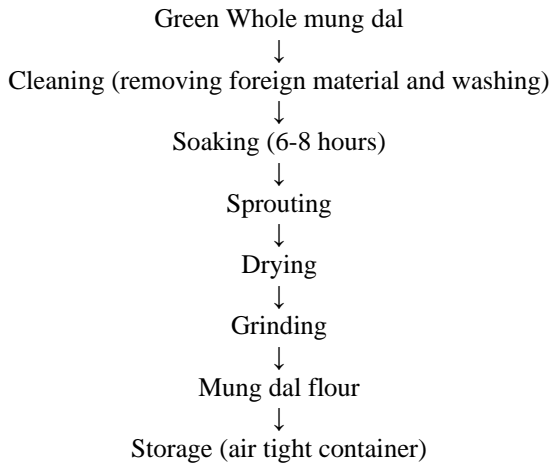 Green Whole mung dal
↓
Cleaning (removing foreign material and washing)
↓
Soaking (6-8 hours)
↓
Sprouting
↓
Drying
↓
Grinding
↓
Mung dal flour
↓
Storage (air tight container)